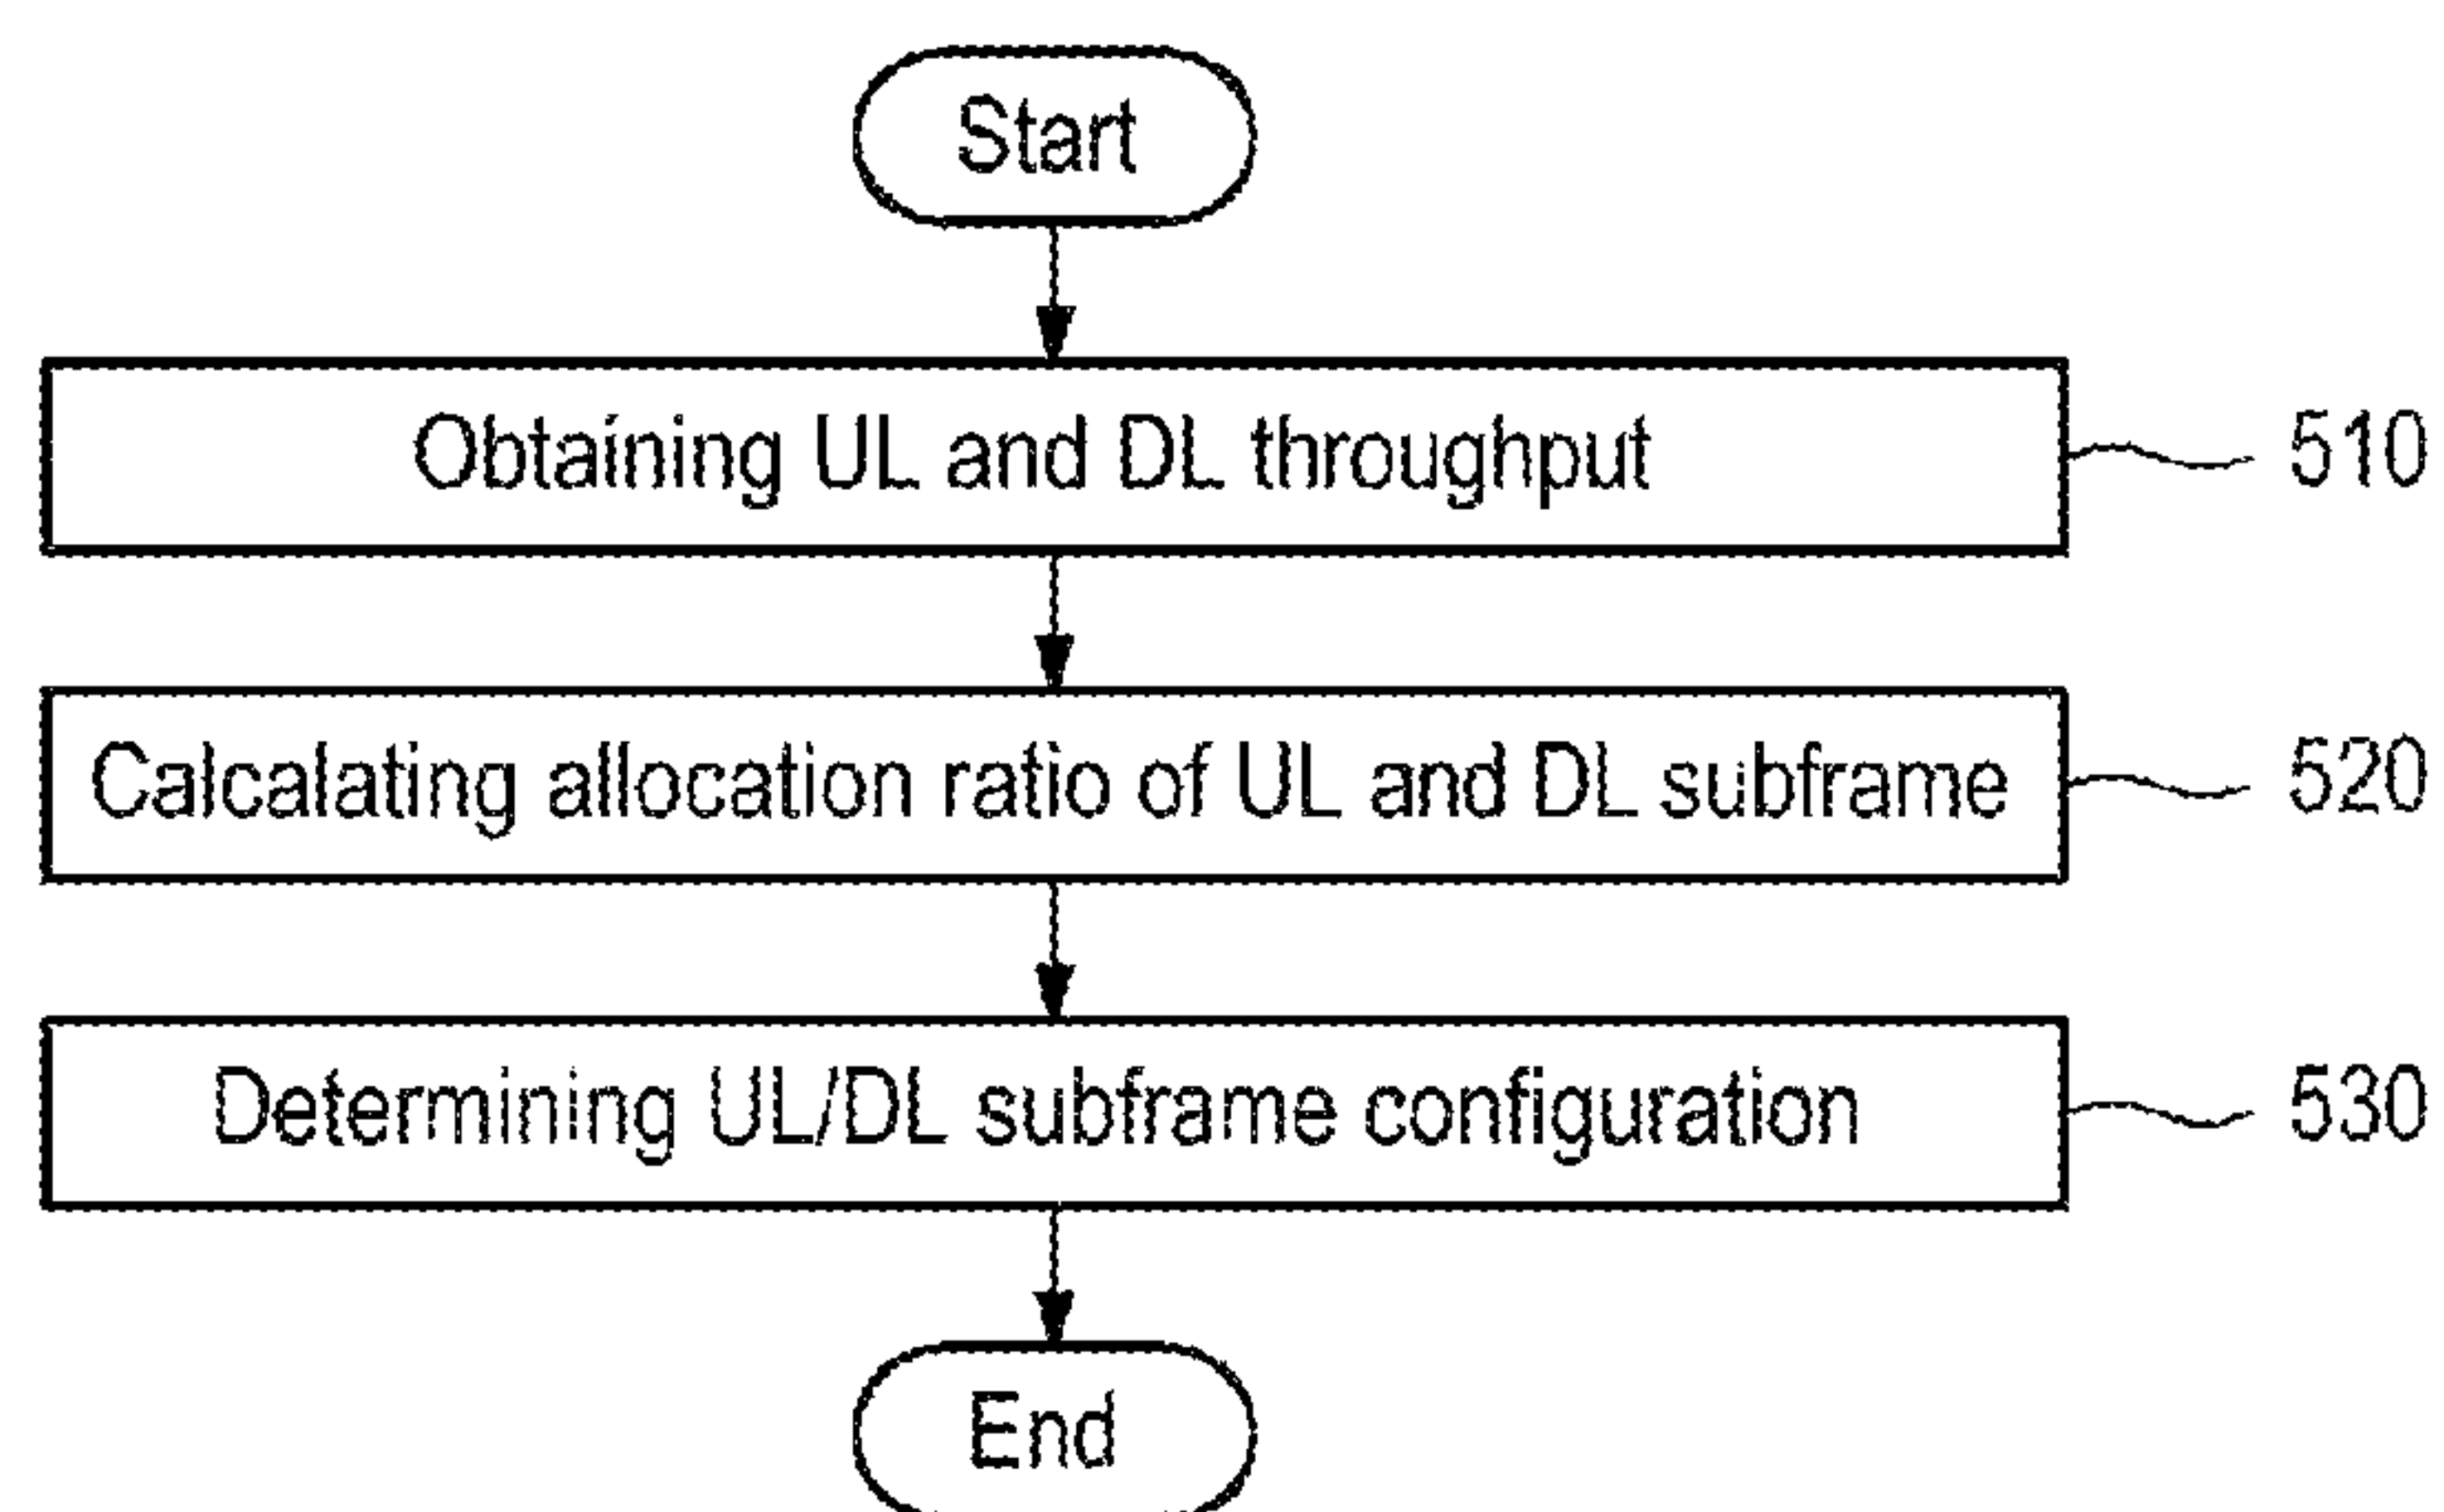 Start
Obtaining UL and DL throughput
510
Calcalating allocation ratio of UL and DL subframe
520
Determining UL/DL subframe configuration
530
End